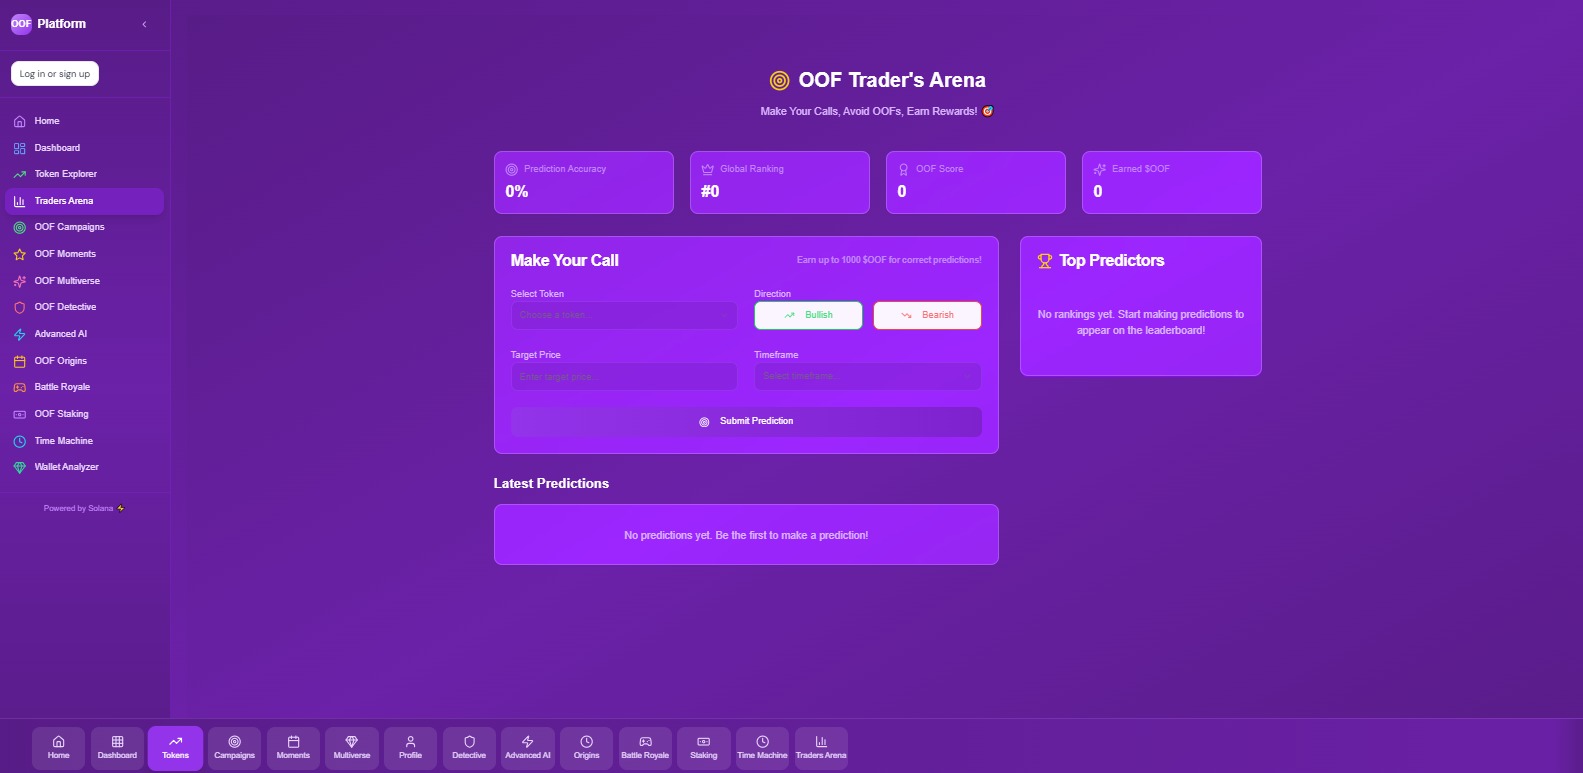 OOF Platform
Log in or sign up
Home
Dashboard
Token Explorer
Traders Arena
OOF Campaigns
OOF Moments
OOF Multiverse
OOF Detective
Advanced AI
OOF Origins
Battle Royale
OOF Staking
Time Machine
Wallet Analyzer
Powered by Solana
OOF Trader's Arena
Make Your Calls, Avoid OOFs, Earn Rewards!
Prediction Accuracy
0%
Global Ranking
#0
OOF Score
0
Earned $OOF
0
Make Your Call
Earn up to 1000 $OOF for correct predictions!
Select Token
Choose a token...
Direction
Bullish
Bearish
Target Price
Enter target price...
Timeframe
Select timeframe...
Submit Prediction
Top Predictors
No rankings yet. Start making predictions to
appear on the leaderboard!
Latest Predictions
No predictions yet. Be the first to make a prediction!
Home
Dashboard
Tokens
Campaigns
Moments
Multiverse
Profile
Detective
Advanced AI
Origins
Battle Royale
Staking
Time Machine
Traders Arena